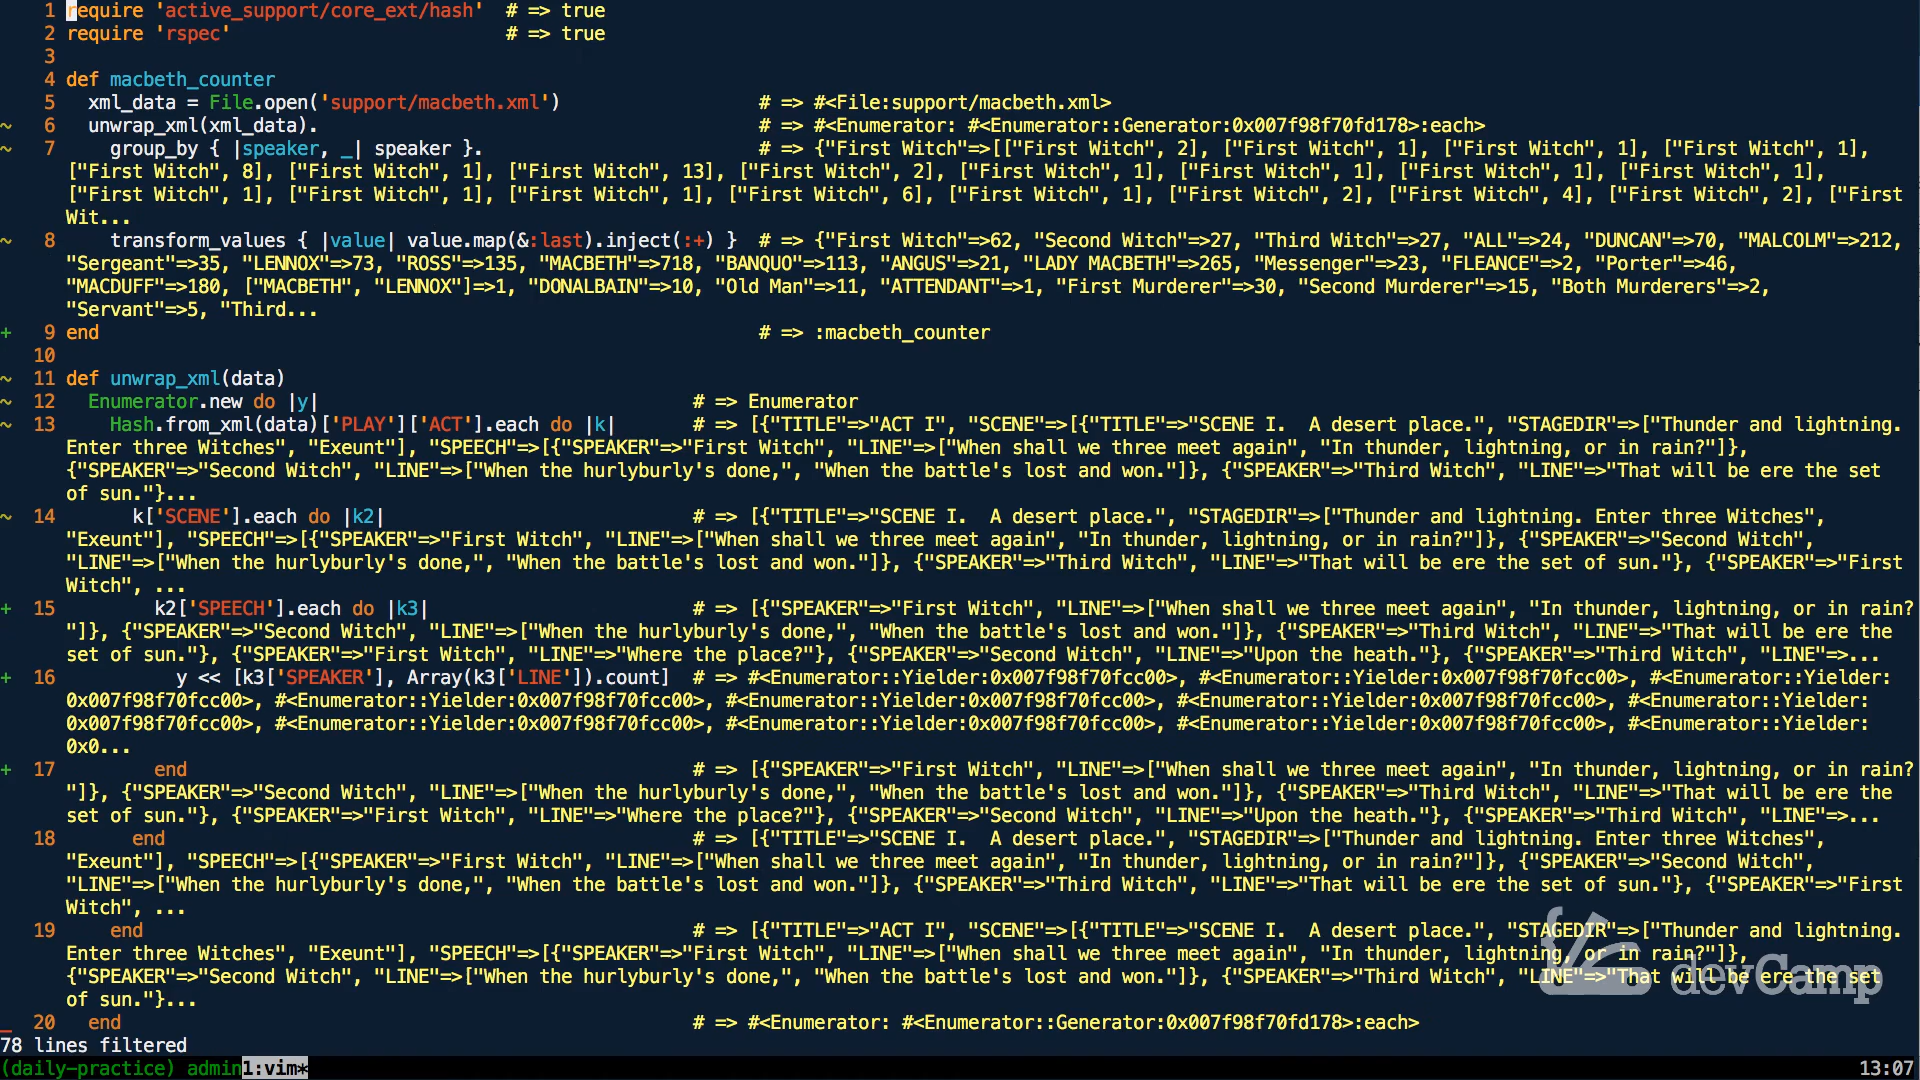 1 require 'active_support/core_ext/hash'  # => true
2 require 'rspec'                         # => true
3
4 def macbeth_counter
5   xml_data = File.open('support/macbeth.xml')                  # => #<File:support/macbeth.xml>
~ 6   unwrap_xml(xml_data).                                        # => #<Enumerator: #<Enumerator::Generator:0x007f98f70fd178>:each>
~ 7     group_by { |speaker, _| speaker }.                         # => {"First Witch"=>[["First Witch", 2], ["First Witch", 1], ["First Witch", 1], ["First Witch", 1],
["First Witch", 8], ["First Witch", 1], ["First Witch", 13], ["First Witch", 2], ["First Witch", 1], ["First Witch", 1], ["First Witch", 1], ["First Witch", 1],
["First Witch", 1], ["First Witch", 1], ["First Witch", 1], ["First Witch", 6], ["First Witch", 1], ["First Witch", 2], ["First Witch", 4], ["First Witch", 2], ["First
Wit...
~ 8     transform_values { |value| value.map(&:last).inject(:+) }  # => {"First Witch"=>62, "Second Witch"=>27, "Third Witch"=>27, "ALL"=>24, "DUNCAN"=>70, "MALCOLM"=>212,
"Sergeant"=>35, "LENNOX"=>73, "ROSS"=>135, "MACBETH"=>718, "BANQUO"=>113, "ANGUS"=>21, "LADY MACBETH"=>265, "Messenger"=>23, "FLEANCE"=>2, "Porter"=>46,
"MACDUFF"=>180, ["MACBETH", "LENNOX"]=>1, "DONALBAIN"=>10, "Old Man"=>11, "ATTENDANT"=>1, "First Murderer"=>30, "Second Murderer"=>15, "Both Murderers"=>2,
"Servant"=>5, "Third...
+ 9 end                                                            # => :macbeth_counter
10
~ 11 def unwrap_xml(data)
~ 12   Enumerator.new do |y|                                  # => Enumerator
~ 13     Hash.from_xml(data)['PLAY']['ACT'].each do |k|       # => [{"TITLE"=>"ACT I", "SCENE"=>[{"TITLE"=>"SCENE I.  A desert place.", "STAGEDIR"=>["Thunder and lightning.
Enter three Witches", "Exeunt"], "SPEECH"=>[{"SPEAKER"=>"First Witch", "LINE"=>["When shall we three meet again", "In thunder, lightning, or in rain?"]},
{"SPEAKER"=>"Second Witch", "LINE"=>["When the hurlyburly's done,", "When the battle's lost and won."]}, {"SPEAKER"=>"Third Witch", "LINE"=>"That will be ere the set
of sun."}...
~ 14       k['SCENE'].each do |k2|                            # => [{"TITLE"=>"SCENE I.  A desert place.", "STAGEDIR"=>["Thunder and lightning. Enter three Witches",
"Exeunt"], "SPEECH"=>[{"SPEAKER"=>"First Witch", "LINE"=>["When shall we three meet again", "In thunder, lightning, or in rain?"]}, {"SPEAKER"=>"Second Witch",
"LINE"=>["When the hurlyburly's done,", "When the battle's lost and won."]}, {"SPEAKER"=>"Third Witch", "LINE"=>"That will be ere the set of sun."}, {"SPEAKER"=>"First
Witch", ...
+ 15         k2['SPEECH'].each do |k3|                        # => [{"SPEAKER"=>"First Witch", "LINE"=>["When shall we three meet again", "In thunder, lightning, or in rain?
"]}, {"SPEAKER"=>"Second Witch", "LINE"=>["When the hurlyburly's done,", "When the battle's lost and won."]}, {"SPEAKER"=>"Third Witch", "LINE"=>"That will be ere the
set of sun."}, {"SPEAKER"=>"First Witch", "LINE"=>"Where the place?"}, {"SPEAKER"=>"Second Witch", "LINE"=>"Upon the heath."}, {"SPEAKER"=>"Third Witch", "LINE"=>...
+ 16           y << [k3['SPEAKER'], Array(k3['LINE']).count]  # => #<Enumerator::Yielder:0x007f98f70fcc00>, #<Enumerator::Yielder:0x007f98f70fcc00>, #<Enumerator::Yielder:
0x007f98f70fcc00>, #<Enumerator::Yielder:0x007f98f70fcc00>, #<Enumerator::Yielder:0x007f98f70fcc00>, #<Enumerator::Yielder:0x007f98f70fcc00>, #<Enumerator::Yielder:
0x007f98f70fcc00>, #<Enumerator::Yielder:0x007f98f70fcc00>, #<Enumerator::Yielder:0x007f98f70fcc00>, #<Enumerator::Yielder:0x007f98f70fcc00>, #<Enumerator::Yielder:
0x0...
+ 17         end                                              # => [{"SPEAKER"=>"First Witch", "LINE"=>["When shall we three meet again", "In thunder, lightning, or in rain?
"]}, {"SPEAKER"=>"Second Witch", "LINE"=>["When the hurlyburly's done,", "When the battle's lost and won."]}, {"SPEAKER"=>"Third Witch", "LINE"=>"That will be ere the
set of sun."}, {"SPEAKER"=>"First Witch", "LINE"=>"Where the place?"}, {"SPEAKER"=>"Second Witch", "LINE"=>"Upon the heath."}, {"SPEAKER"=>"Third Witch", "LINE"=>...
18       end                                                # => [{"TITLE"=>"SCENE I.  A desert place.", "STAGEDIR"=>["Thunder and lightning. Enter three Witches",
"Exeunt"], "SPEECH"=>[{"SPEAKER"=>"First Witch", "LINE"=>["When shall we three meet again", "In thunder, lightning, or in rain?"]}, {"SPEAKER"=>"Second Witch",
"LINE"=>["When the hurlyburly's done,", "When the battle's lost and won."]}, {"SPEAKER"=>"Third Witch", "LINE"=>"That will be ere the set of sun."}, {"SPEAKER"=>"First
Witch", ...
19     end                                                  # => [{"TITLE"=>"ACT I", "SCENE"=>[{"TITLE"=>"SCENE I.  A desert place.", "STAGEDIR"=>["Thunder and lightning.
Enter three Witches", "Exeunt"], "SPEECH"=>[{"SPEAKER"=>"First Witch", "LINE"=>["When shall we three meet again", "In thunder, lightning, or in rain?"]},
{"SPEAKER"=>"Second Witch", "LINE"=>["When the hurlyburly's done,", "When the battle's lost and won."]}, {"SPEAKER"=>"Third Witch", "LINE"=>"That will be ere the set
of sun."}...
devCamp
_ 20   end                                                    # => #<Enumerator: #<Enumerator::Generator:0x007f98f70fd178>:each>
78 lines filtered
(daily-practice) admin1:vim* 13:07